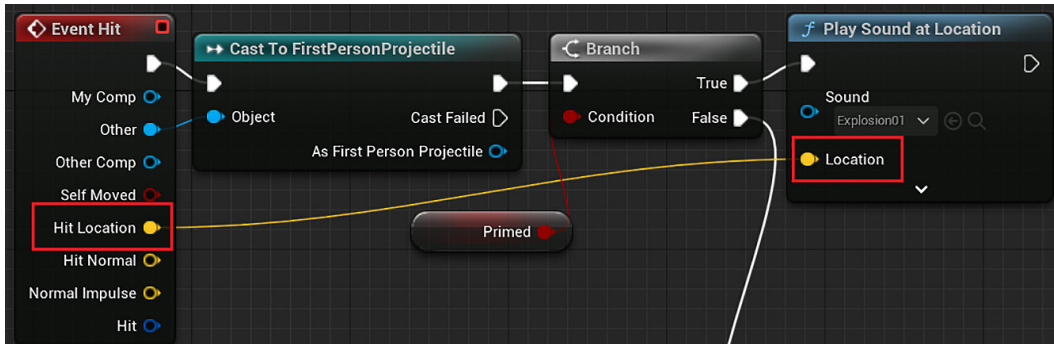 Event Hit
My Comp
Other
Other Comp
Self Moved
Hit Location
Hit Normal
Normal Impulse
Hit
Cast To FirstPersonProjectile
Object
Cast Failed
As First Person Projectile
Branch
True
Condition
False
Primed
Play Sound at Location
Sound
Explosion01
Location